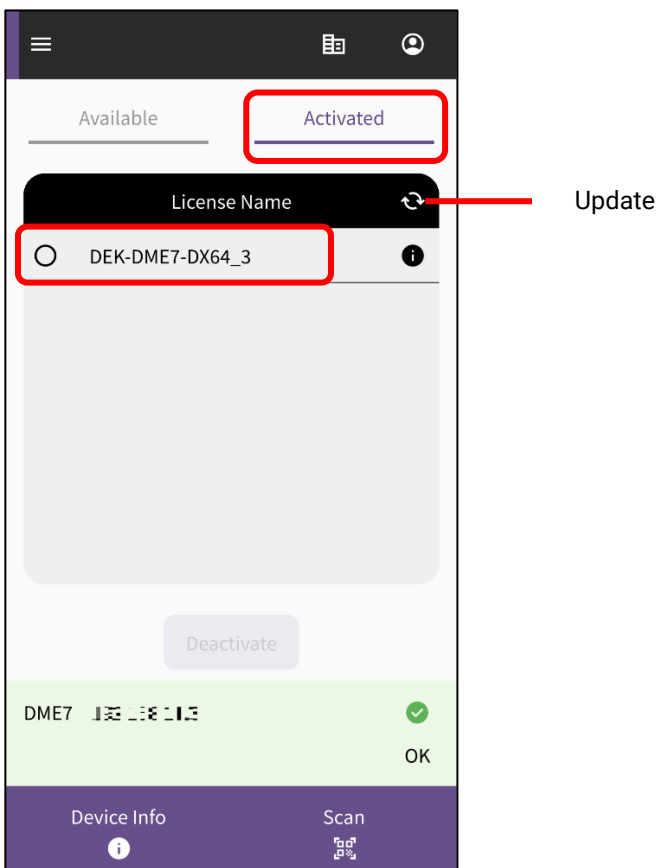 Available
Activated
License Name
Update
DEK-DME7-DX64_3
Deactivate
DME7
OK
Device Info
Scan